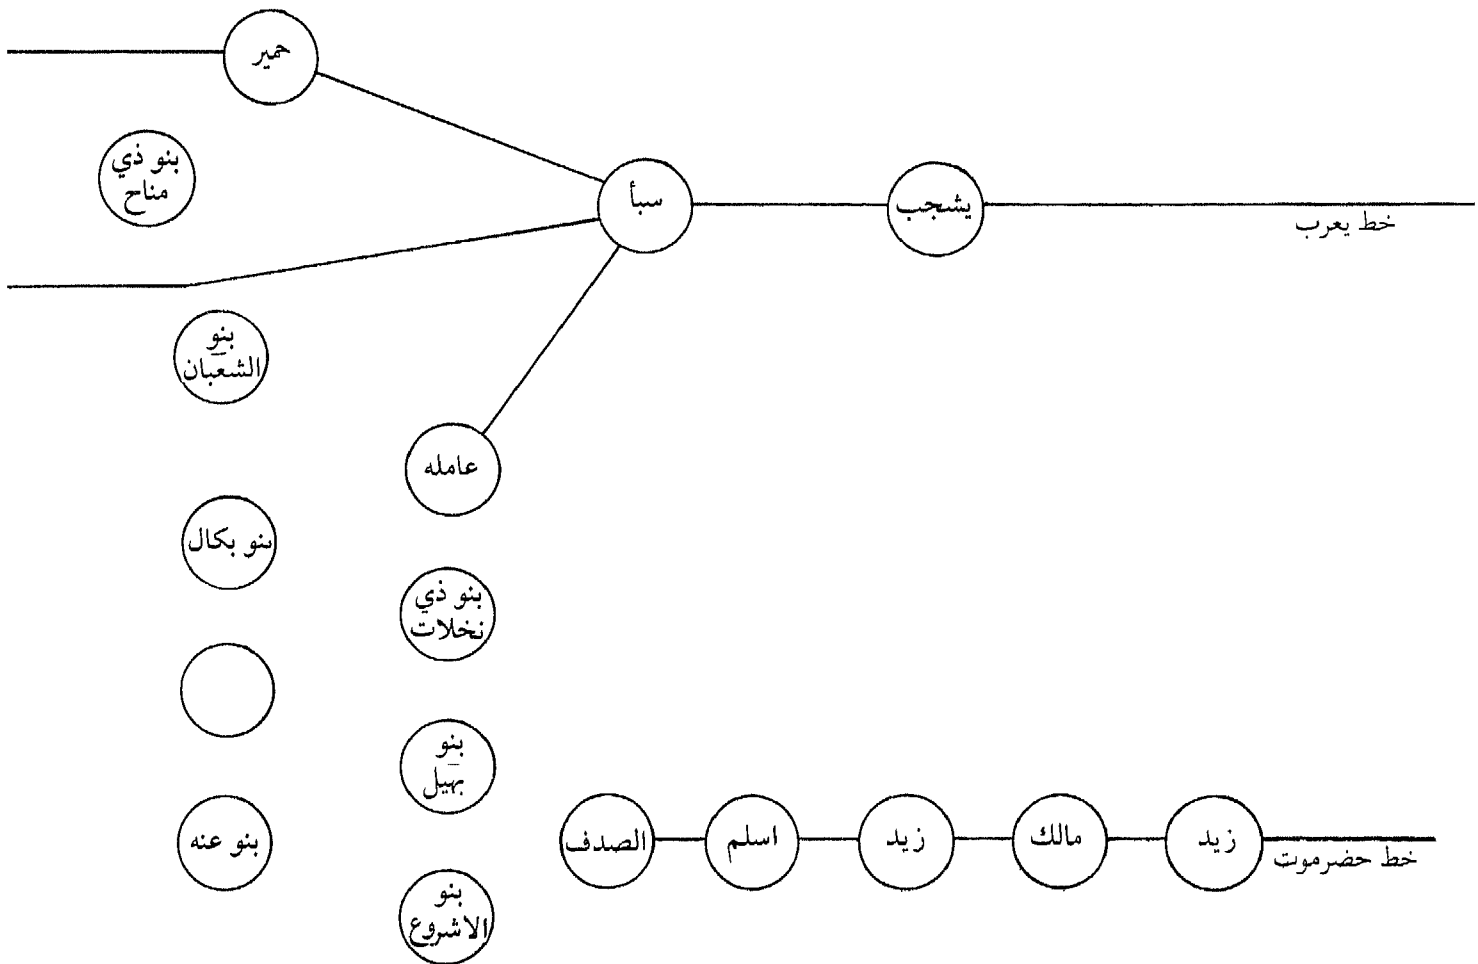 حمير
بنو ذي
مناح
سبأ
يشجب
خط يعرب
بنو
الشعبان
عامله
بنو بكال
بنو ذي
نخلات
بنو
بهيل
بنو عنه
الصدف
اسلم
زيد
مالك
زيد
خط حضرموت
بنو
الاشروع